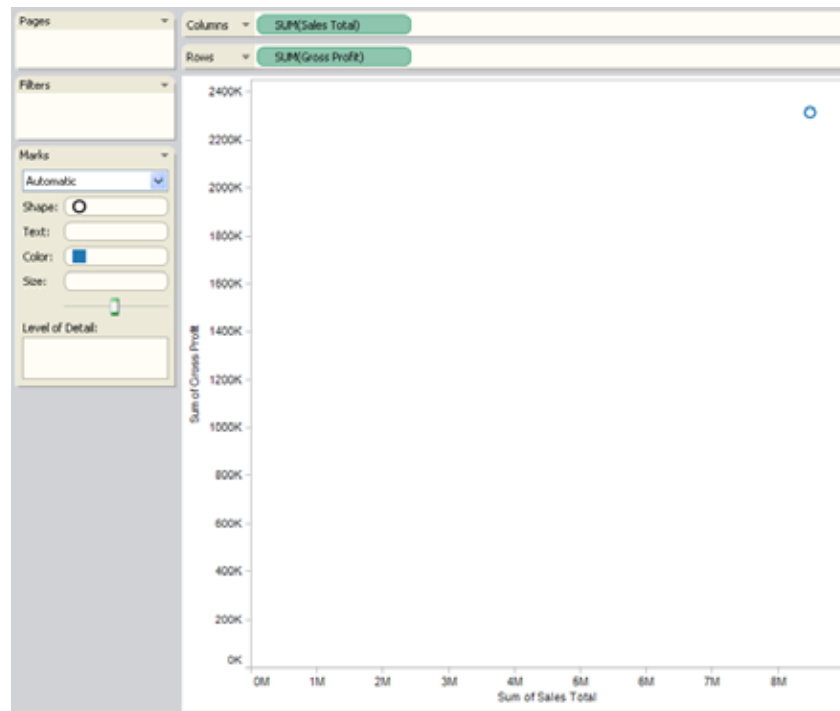 Pages
Columns SUM(Sales Total)
Rows SUM(Gross Profit)
Filters
Marks
Automatic
Shape:
Text:
Color:
Size:
Level of Detail:
2400K
2200K
2000K
1800K
1600K
1400K
1200K
1000K
800K
600K
400K
200K
0K
Sum of Gross Profit
0M 1M 2M 3M 4M 5M 6M 7M 8M
Sum of Sales Total